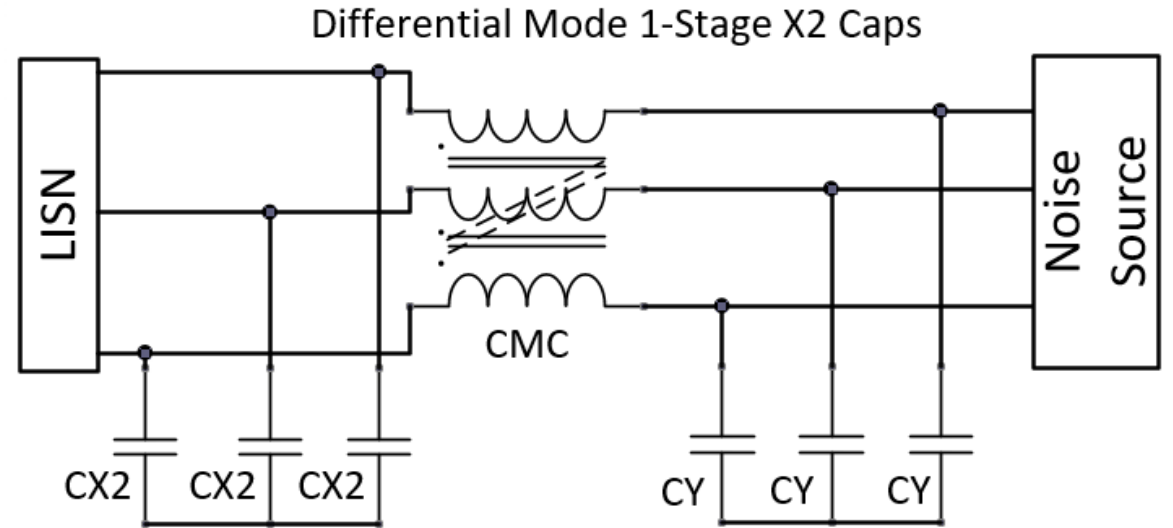 Differential Mode 1-Stage X2 Caps
LISN
CMC
Noise
Source
CX2
CX2
CX2
CY
CY
CY